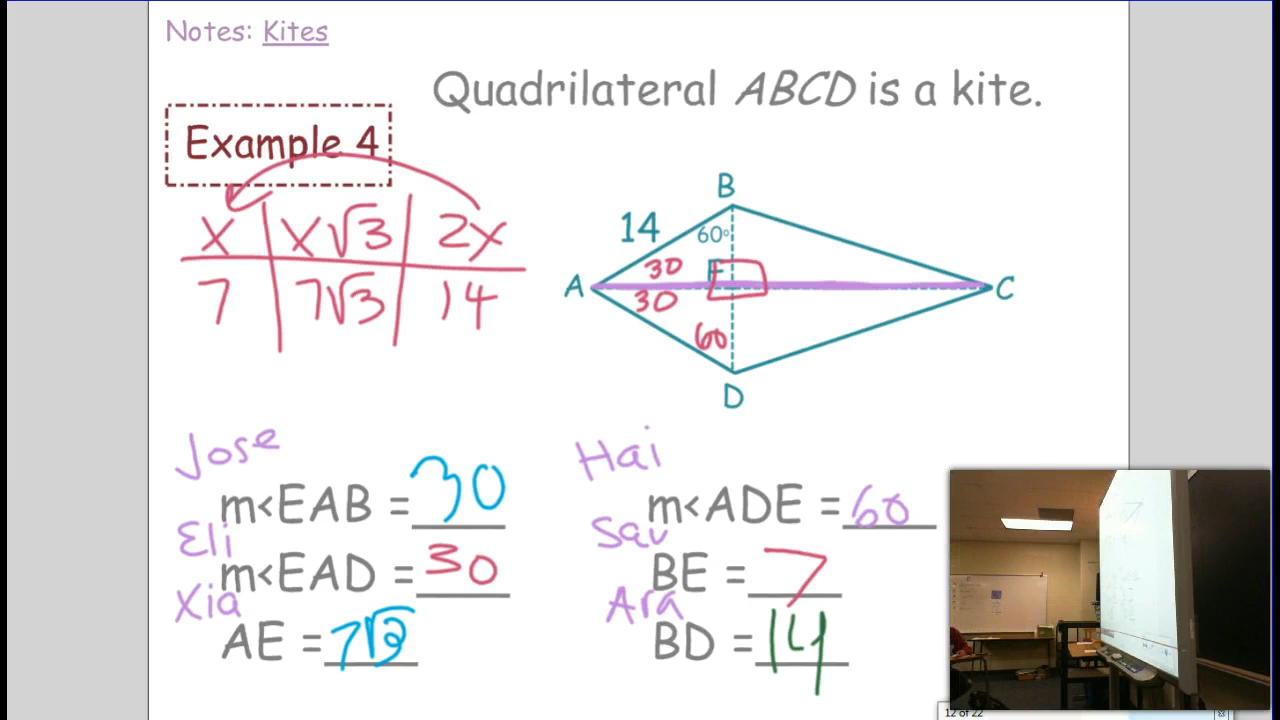 Notes: Kites
Quadrilateral ABCD is a kite.
Example 4
x | x√3 | 2x
7 | 7√3 | 14
B
14
60°
30
E
A
C
30
60
D
Jose
m<EAB = 30
Eli
m<EAD = 30
Xia
AE = 7√3
Hai
m<ADE = 60
Sav
BE = 7
Ara
BD = 14
12 of 22